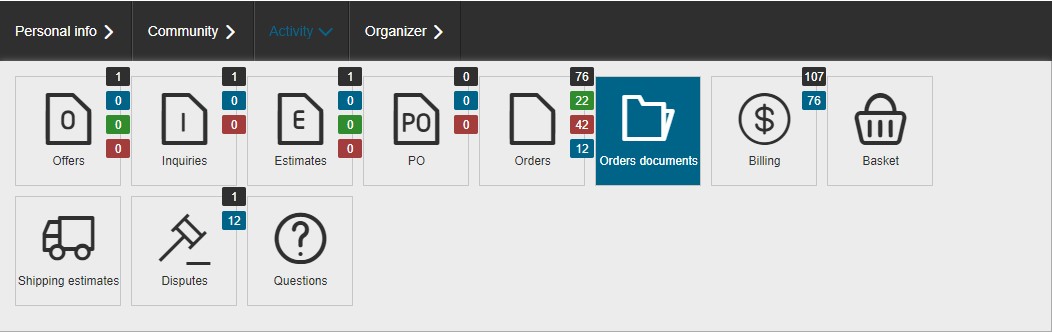 Personal info
Community
Activity
Organizer
1
0
0
0
O
Offers
1
0
0
I
Inquiries
1
0
0
0
E
Estimates
0
0
0
PO
PO
76
22
42
12
Orders
Orders documents
107
76
$
Billing
Basket
Shipping estimates
1
12
Disputes
?
Questions